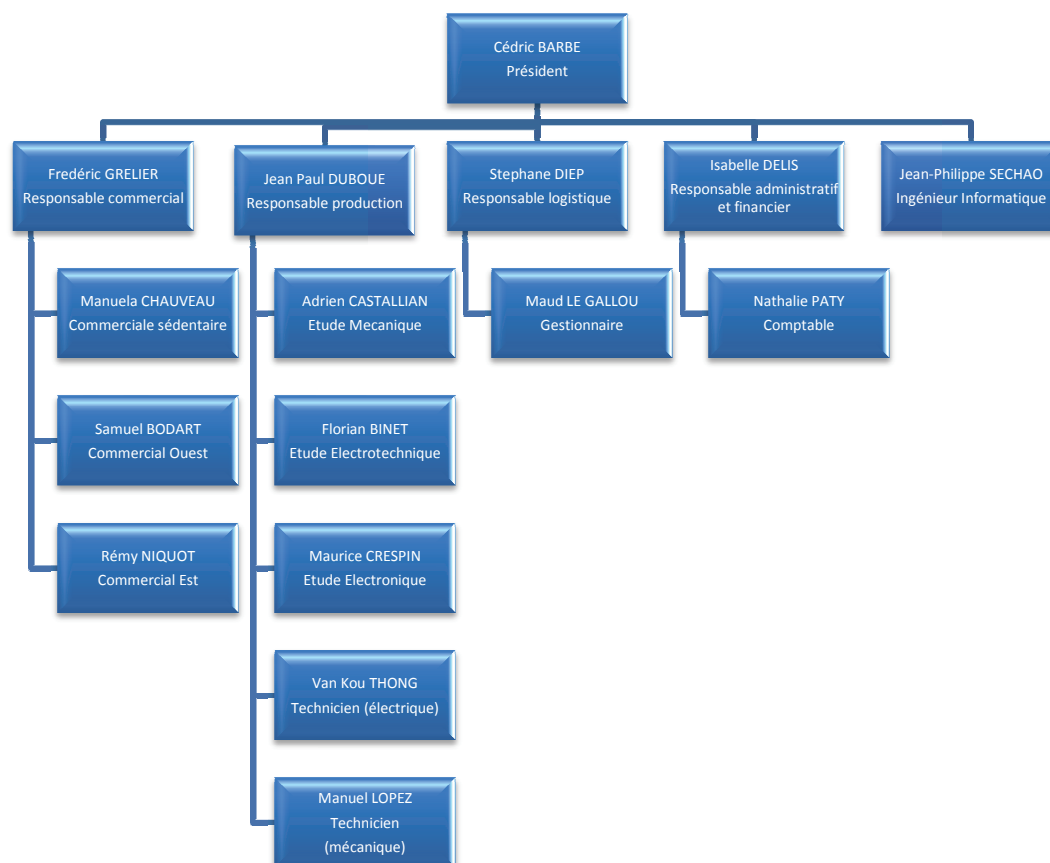 Cédric BARBE
Président
Fredéric GRELIER
Responsable commercial
Jean Paul DUBOUE
Responsable production
Stephane DIEP
Responsable logistique
Isabelle DELIS
Responsable administratif
et financier
Jean-Philippe SECHAO
Ingénieur Informatique
Manuela CHAUVEAU
Commerciale sédentaire
Adrien CASTALLIAN
Etude Mecanique
Maud LE GALLOU
Gestionnaire
Nathalie PATY
Comptable
Samuel BODART
Commercial Ouest
Florian BINET
Etude Electrotechnique
Rémy NIQUOT
Commercial Est
Maurice CRESPIN
Etude Electronique
Van Kou THONG
Technicien (électrique)
Manuel LOPEZ
Technicien
(mécanique)